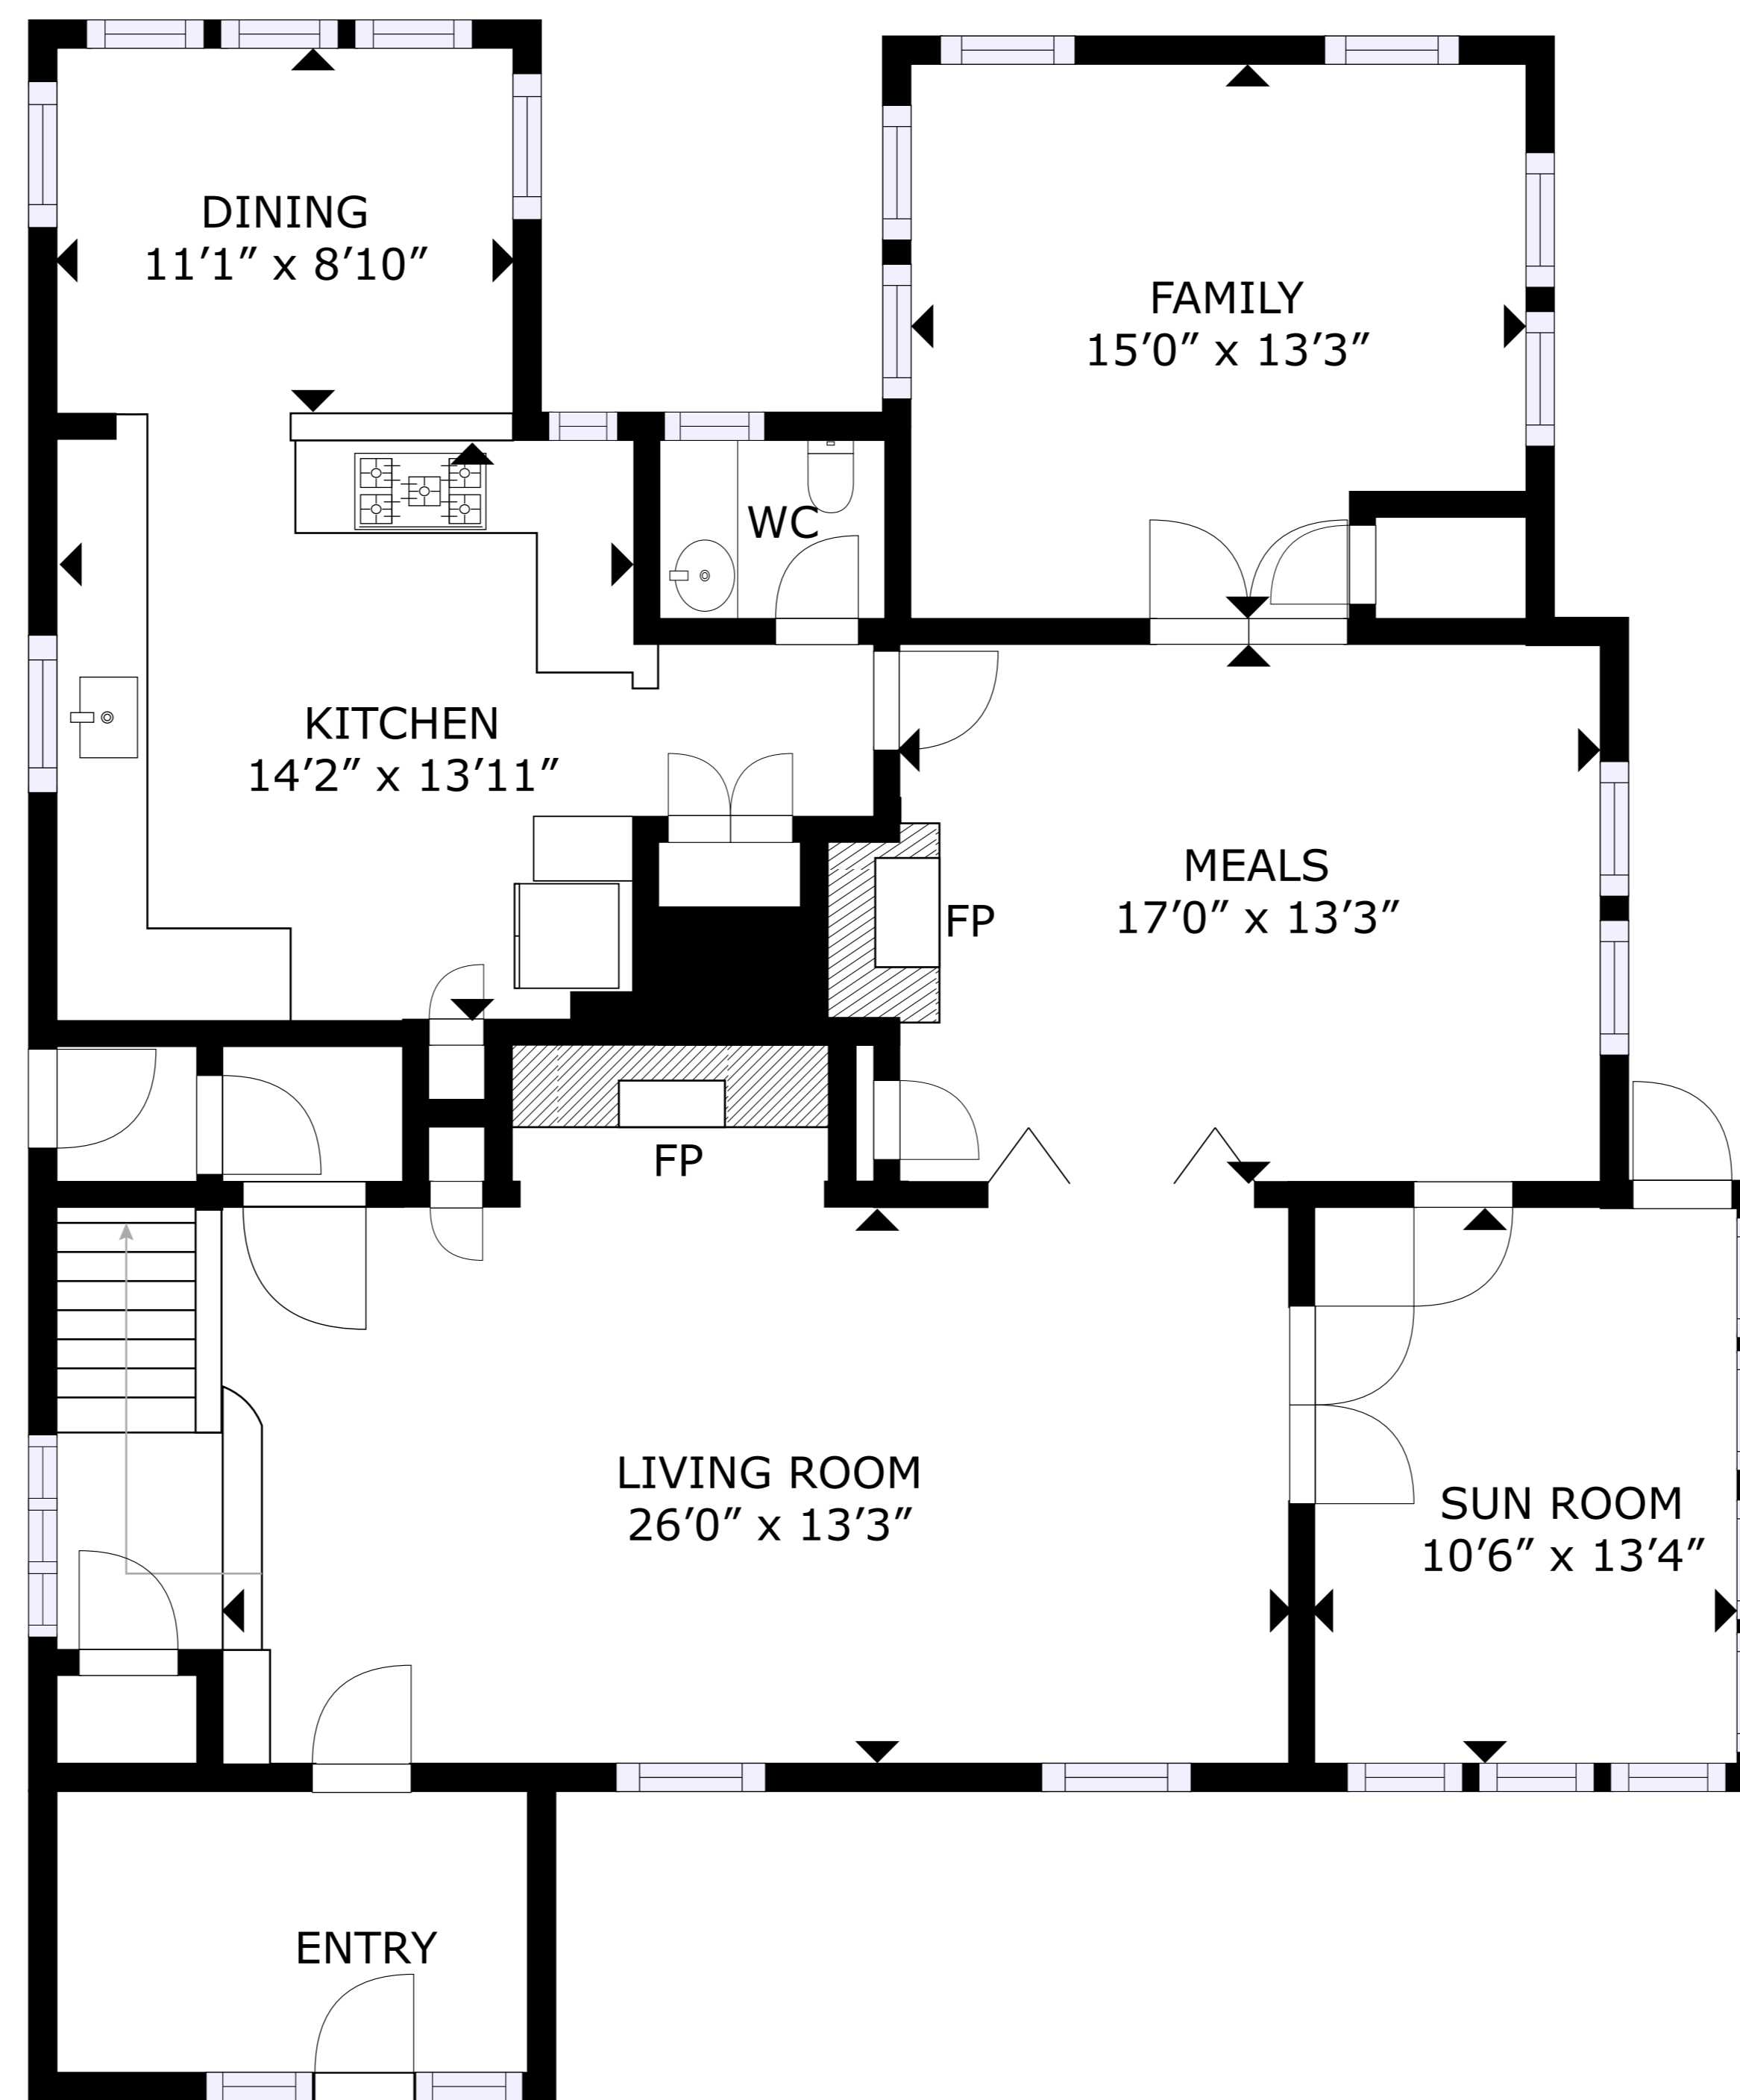 DINING
11′1″ x 8′10″
FAMILY
15′0″ x 13′3″
WC
KITCHEN
14′2″ x 13′11″
MEALS
17′0″ x 13′3″
FP
FP
LIVING ROOM
26′0″ x 13′3″
SUN ROOM
10′6″ x 13′4″
ENTRY